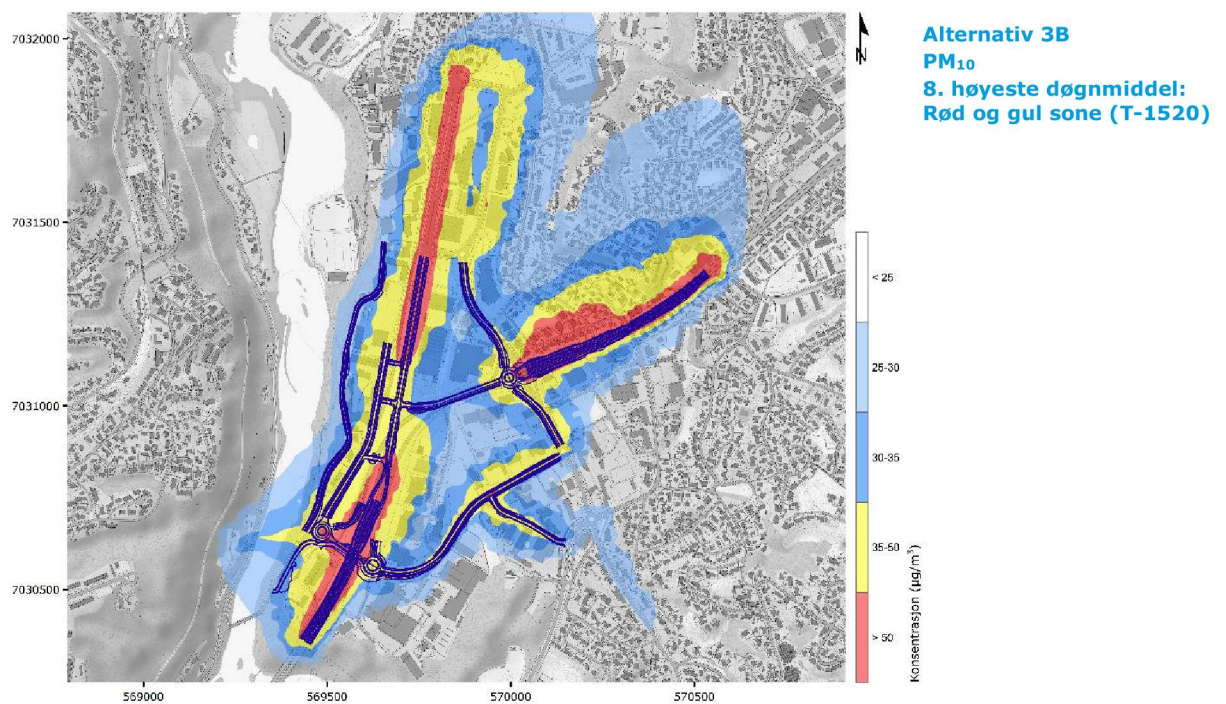 Alternativ 3B
PM₁₀
8. høyeste døgnmiddel:
Rød og gul sone (T-1520)
N
7032000
7031500
7031000
7030500
569000
569500
570000
570500
< 25
25-30
30-35
35-50
> 50
Konsentrasjon (µg/m³)